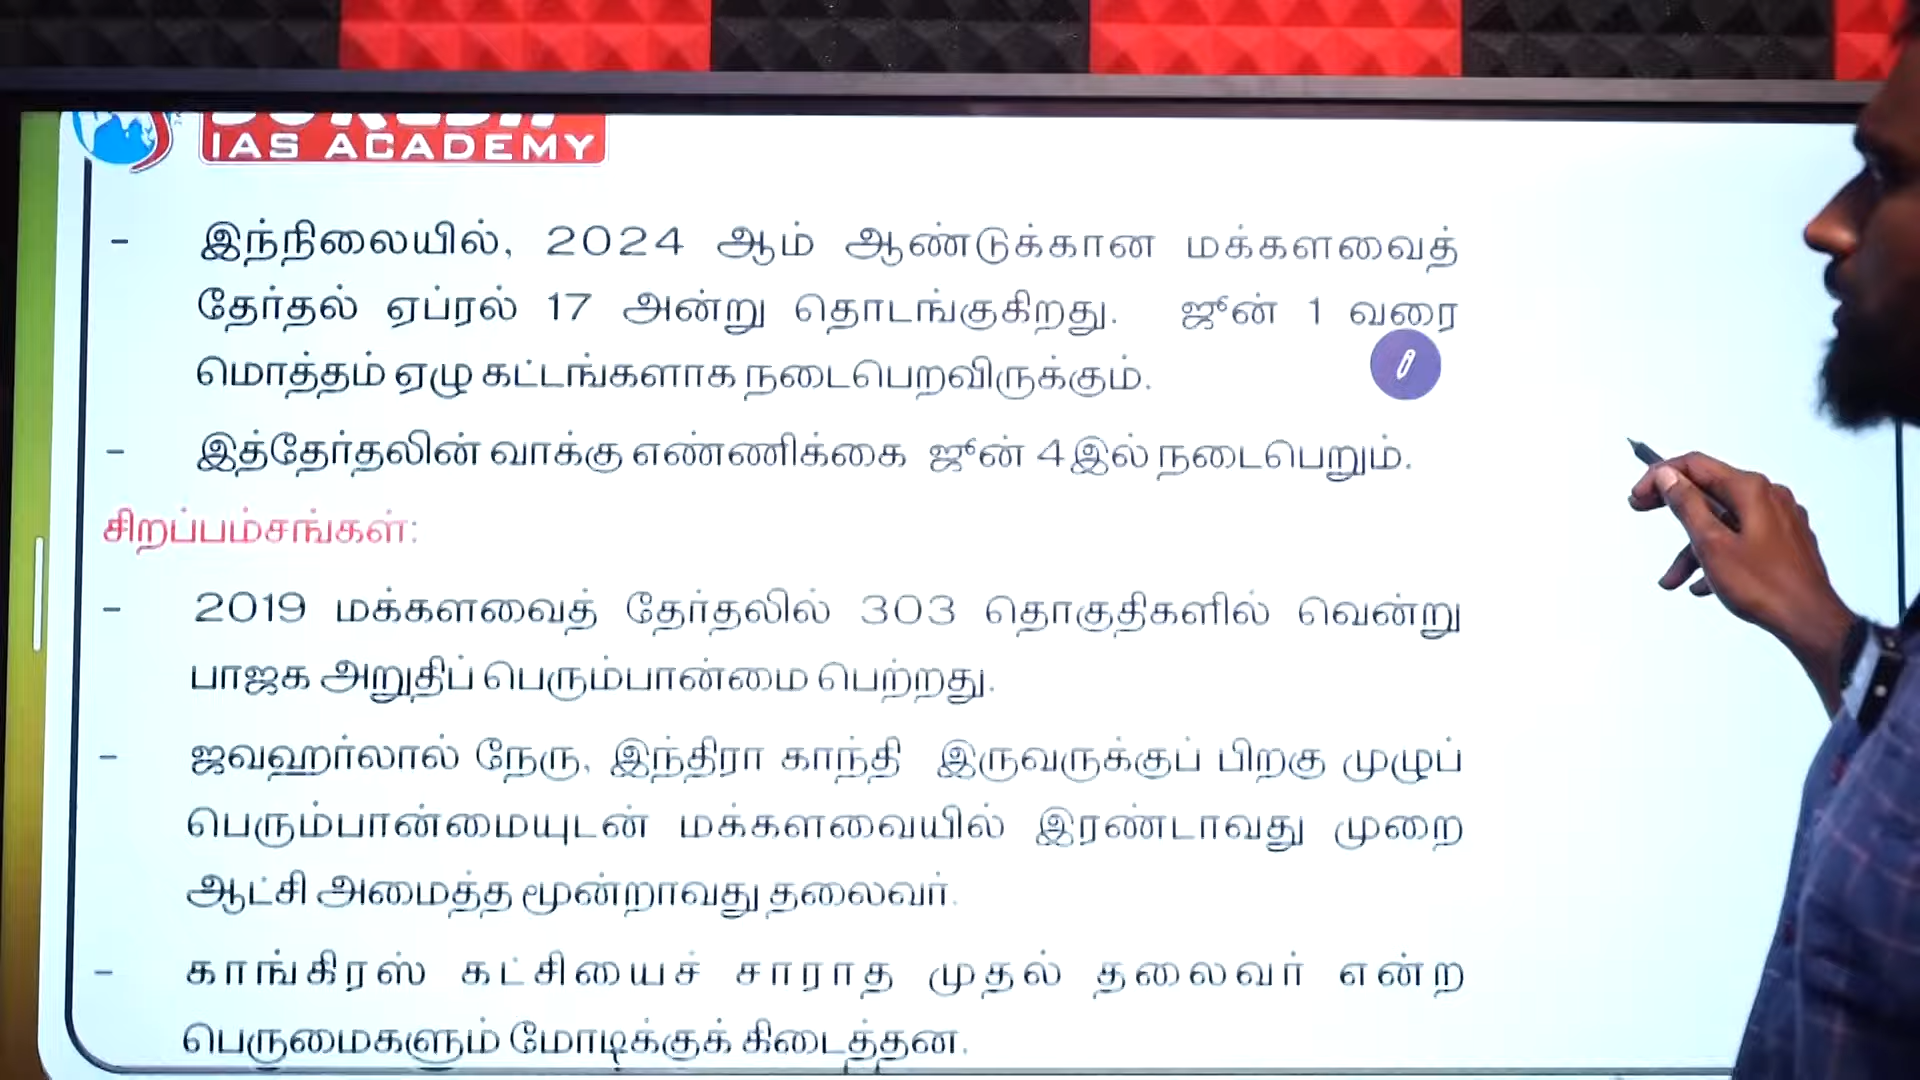 IAS ACADEMY
- இந்நிலையில், 2024 ஆம் ஆண்டுக்கான மக்களவைத்
தேர்தல் ஏப்ரல் 17 அன்று தொடங்குகிறது. ஜூன் 1 வரை
மொத்தம் ஏழு கட்டங்களாக நடைபெறவிருக்கும்.
- இத்தேர்தலின் வாக்கு எண்ணிக்கை ஜூன் 4இல் நடைபெறும்.
சிறப்பம்சங்கள்:
- 2019 மக்களவைத் தேர்தலில் 303 தொகுதிகளில் வென்று
பாஜக அறுதிப் பெரும்பான்மை பெற்றது.
- ஜவஹர்லால் நேரு, இந்திரா காந்தி இருவருக்குப் பிறகு முழுப்
பெரும்பான்மையுடன் மக்களவையில் இரண்டாவது முறை
ஆட்சி அமைத்த மூன்றாவது தலைவர்.
- காங்கிரஸ் கட்சியைச் சாராத முதல் தலைவர் என்ற
பெருமைகளும் மோடிக்குக் கிடைத்தன.